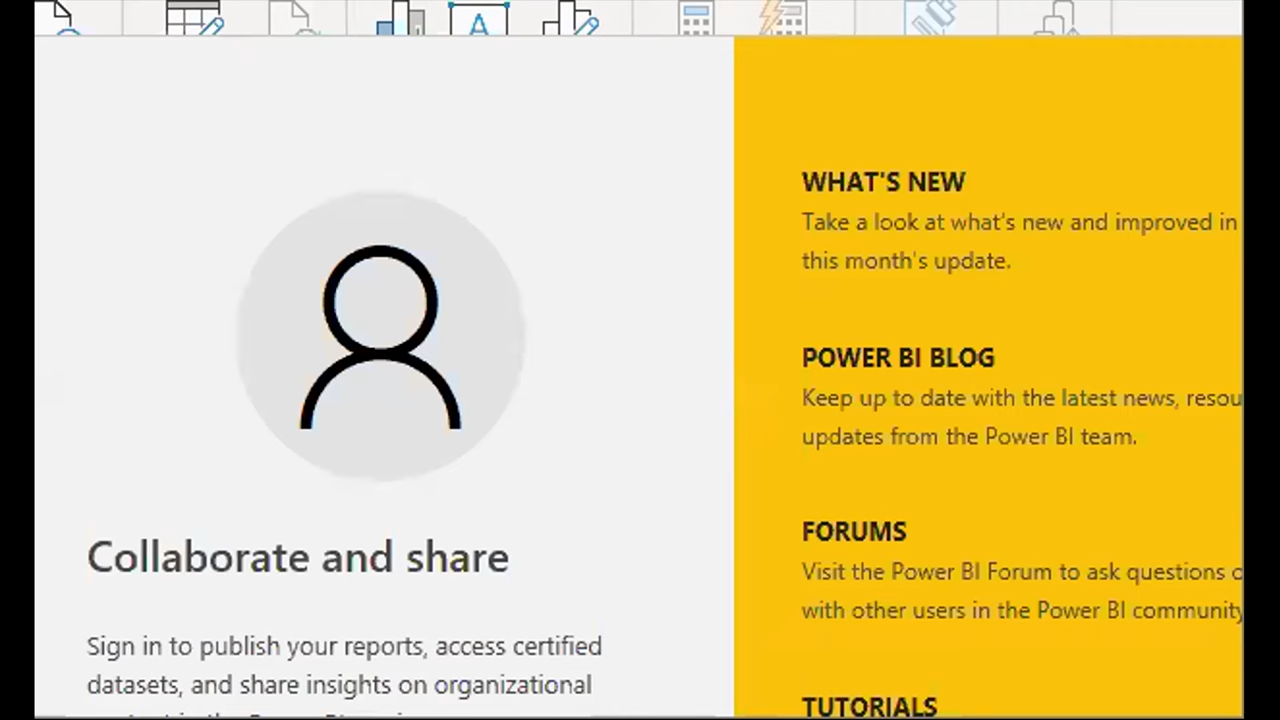 A
WHAT'S NEW
Take a look at what's new and improved in
this month's update.
POWER BI BLOG
Keep up to date with the latest news, resou
updates from the Power BI team.
FORUMS
Visit the Power BI Forum to ask questions o
with other users in the Power BI community
TUTORIALS
Collaborate and share
Sign in to publish your reports, access certified
datasets, and share insights on organizational